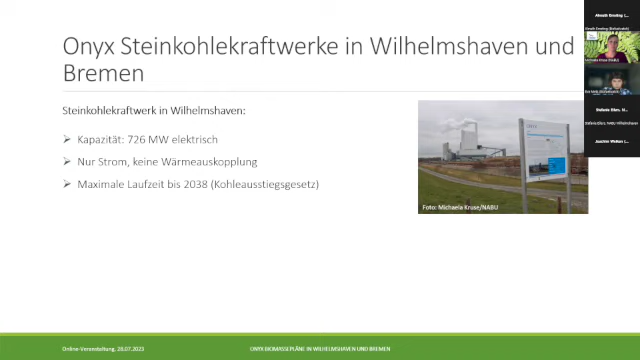 Onyx Steinkohlekraftwerke in Wilhelmshaven und
Bremen
Steinkohlekraftwerk in Wilhelmshaven:
Kapazität: 726 MW elektrisch
Nur Strom, keine Wärmeauskopplung
Maximale Laufzeit bis 2038 (Kohleausstiegsgesetz)
Foto: Michaela Kruse/NABU
Online-Veranstaltung, 26.07.2023
ONYX BIOMASSEPLÄNE IN WILHELMSHAVEN UND BREMEN